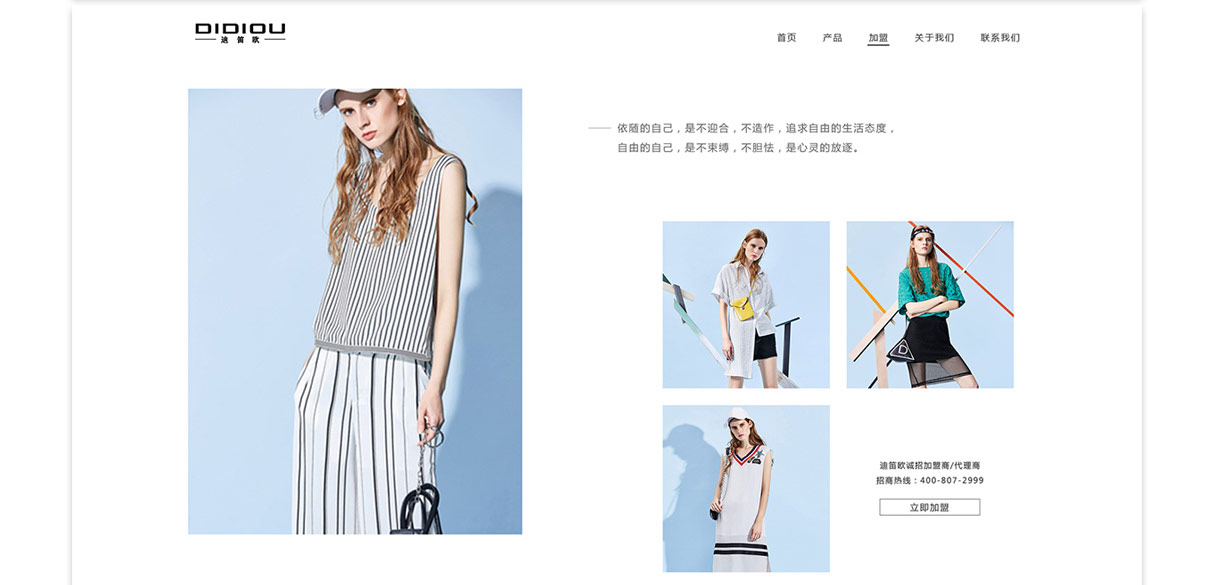 DIDIOU
迪笛欧
首页 产品 加盟 关于我们 联系我们
依随的自己，是不迎合，不造作，追求自由的生活态度，
自由的自己，是不束缚，不胆怯，是心灵的放逐。
D
迪笛欧诚招加盟商/代理商
招商热线：400-807-2999
立即加盟